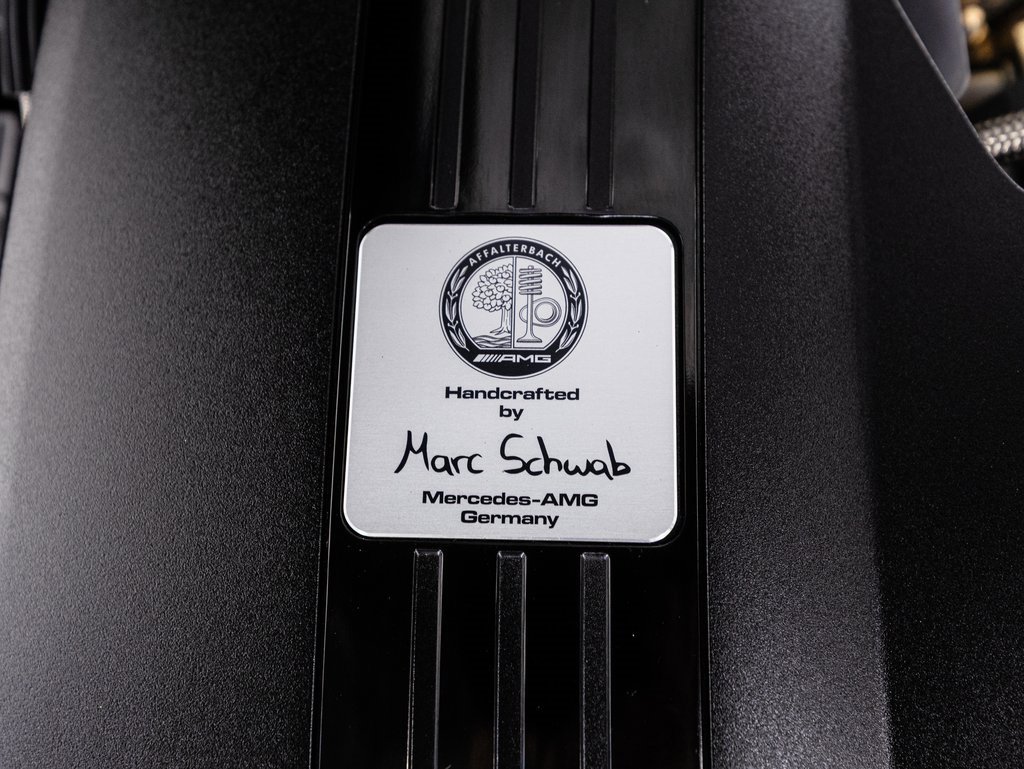 AFFALTERBACH
AMG
Handcrafted
by
Marc Schwab
Mercedes-AMG
Germany